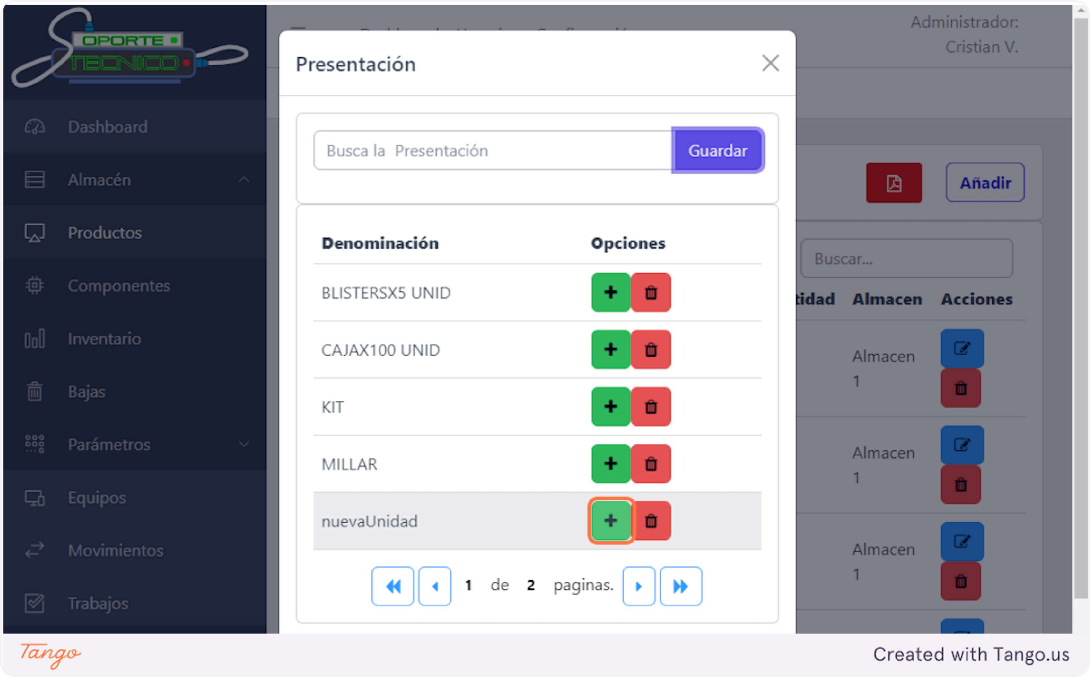 OPORTE
TECNICO
Administrador:
Cristian V.
Presentación
Busca la Presentación
Guardar
Dashboard
Almacén
Productos
Componentes
Inventario
Bajas
Parámetros
Equipos
Movimientos
Trabajos
Denominación Opciones
BLISTERSX5 UNID
CAJAX100 UNID
KIT
MILLAR
nuevaUnidad
1 de 2 paginas.
Añadir
Buscar...
tidad Almacen Acciones
Almacen
1
Almacen
1
Almacen
1
Tango
Created with Tango.us